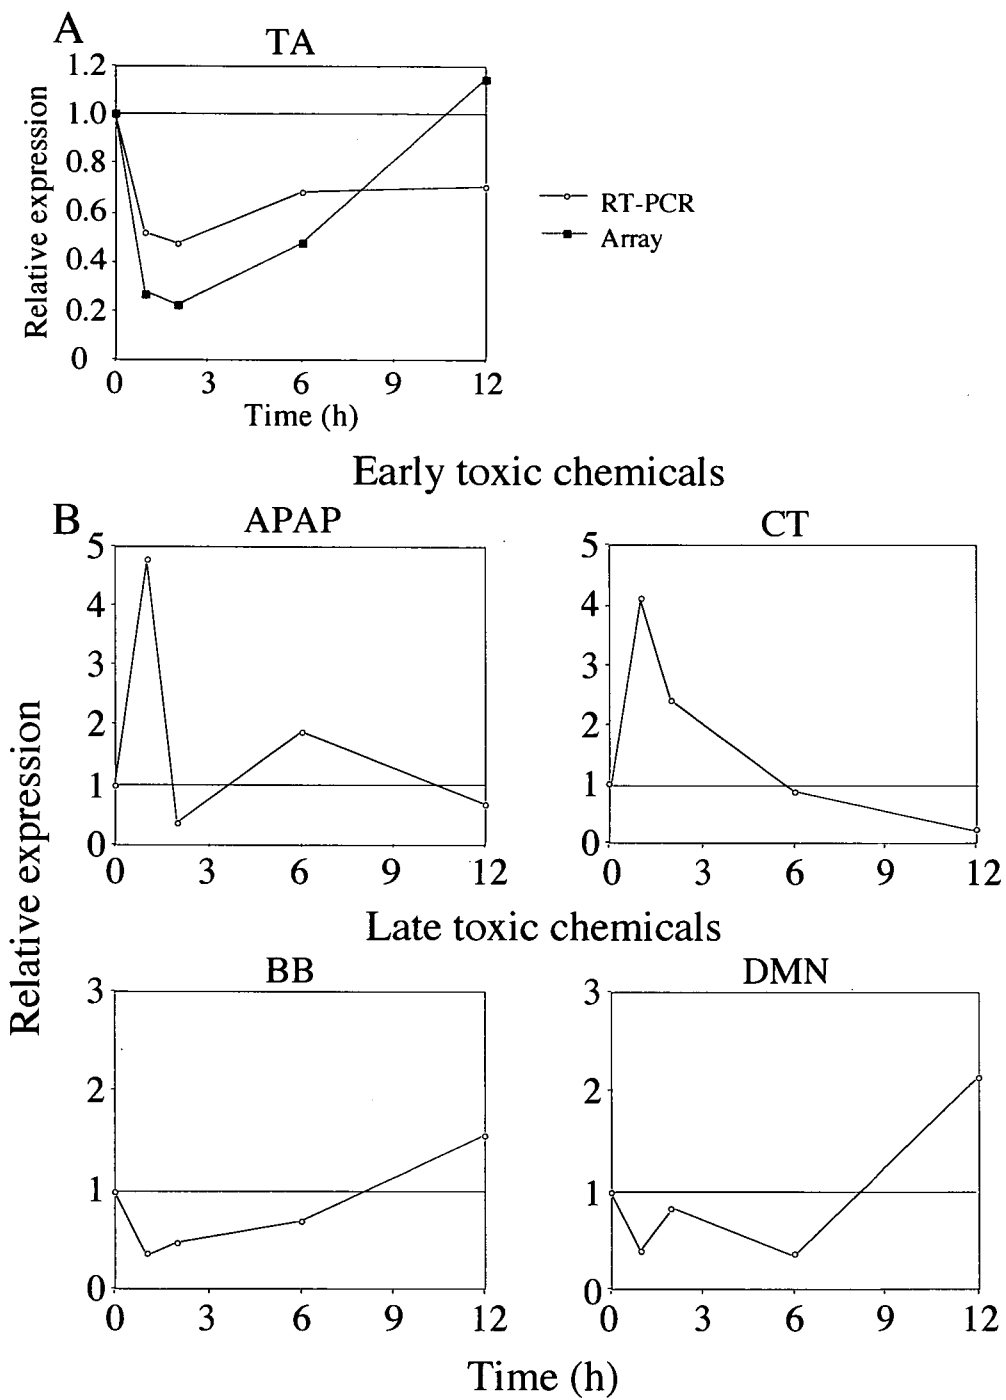 A
TA
Relative expression
1.2
1.0
0.8
0.6
0.4
0.2
0
0 3 6 9 12
Time (h)
RT-PCR
Array
Early toxic chemicals
B
APAP
5
4
3
2
1
0
0 3 6 9 12
CT
5
4
3
2
1
0
0 3 6 9 12
Relative expression
Late toxic chemicals
BB
3
2
1
0
0 3 6 9 12
DMN
3
2
1
0
0 3 6 9 12
Time (h)